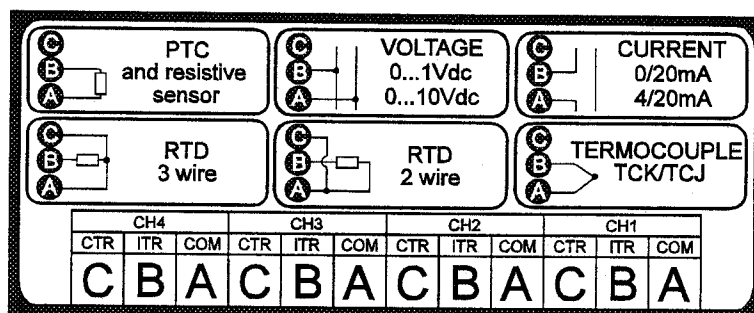 C
B
A
PTC
and resistive
sensor
C
B
A
VOLTAGE
0...1Vdc
0...10Vdc
C
B
A
CURRENT
0/20mA
4/20mA
C
B
A
RTD
3 wire
C
B
A
RTD
2 wire
C
B
A
TERMOCOUPLE
TCK/TCJ
CH4 CH3 CH2 CH1
CTR ITR COM CTR ITR COM CTR ITR COM CTR ITR COM
C B A C B A C B A C B A